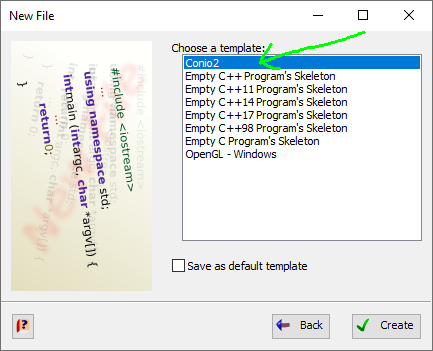 New File
Choose a template:
Conio2
Empty C++ Program's Skeleton
Empty C++11 Program's Skeleton
Empty C++14 Program's Skeleton
Empty C++17 Program's Skeleton
Empty C++98 Program's Skeleton
Empty C Program's Skeleton
OpenGL - Windows
#include <iostream>
...
using namespace std;
int main (int argc, char *argv[]) {
...
return 0;
}
Save as default template
Back
Create